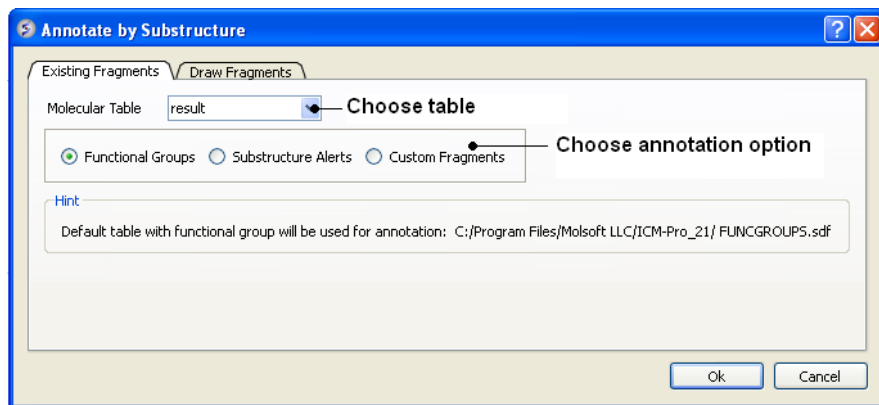 Annotate by Substructure
Existing Fragments Draw Fragments
Molecular Table result Choose table
Functional Groups Substructure Alerts Custom Fragments Choose annotation option
Hint
Default table with functional group will be used for annotation: C:/Program Files/Molsoft LLC/ICM-Pro_21/ FUNCGROUPS.sdf
Ok Cancel